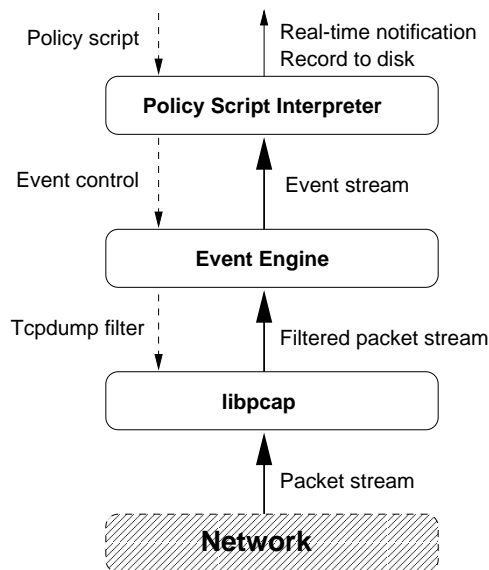 Policy script
Real-time notification
Record to disk
Policy Script Interpreter
Event control
Event stream
Event Engine
Tcpdump filter
Filtered packet stream
libpcap
Packet stream
Network